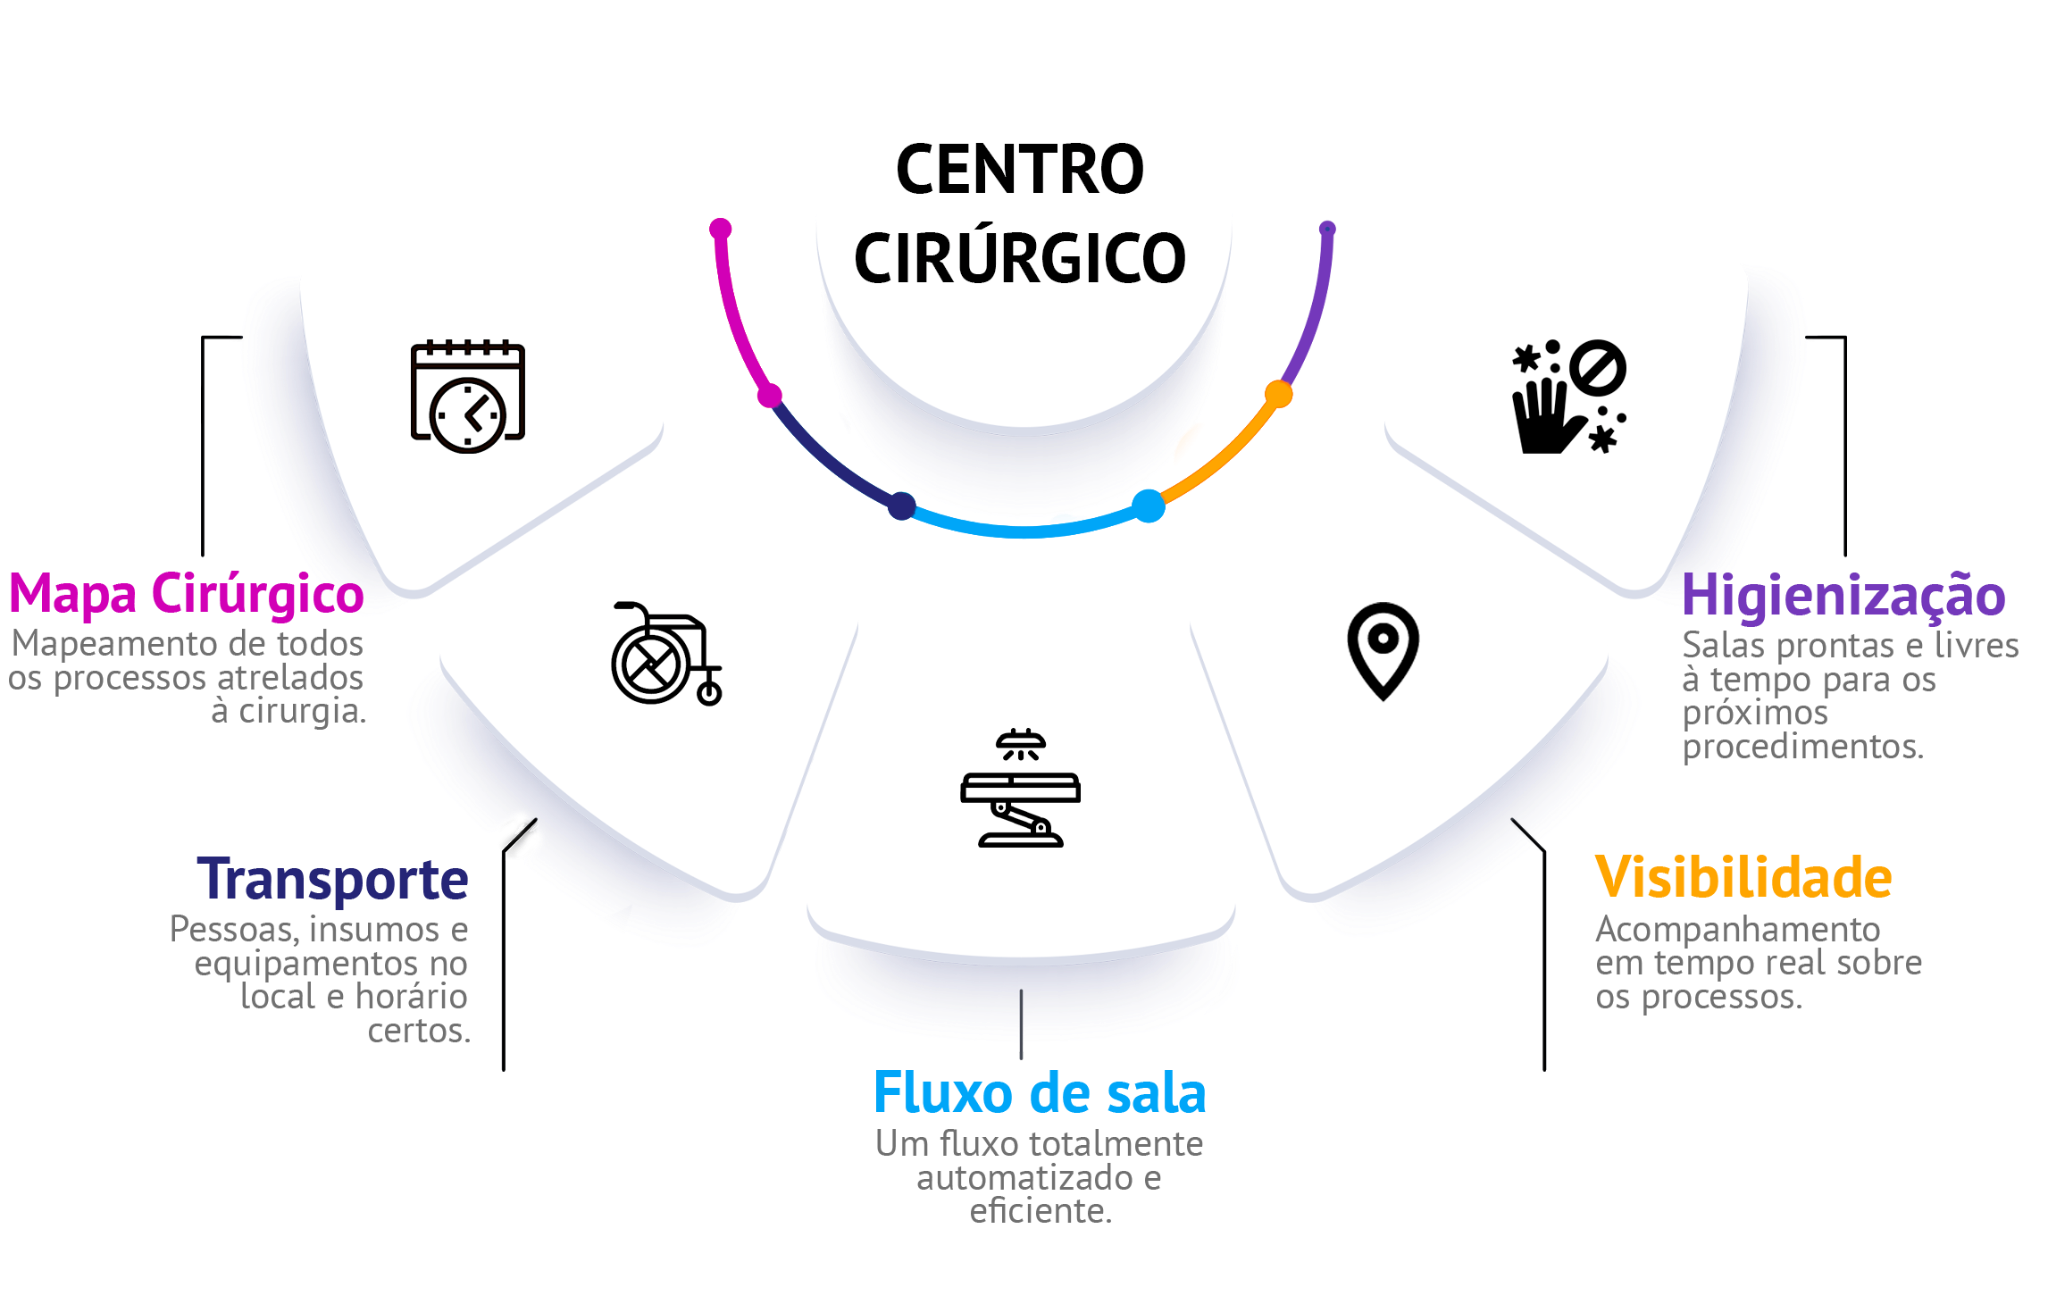 CENTRO
CIRÚRGICO
Mapa Cirúrgico
Mapeamento de todos
os processos atrelados
à cirurgia.
Transporte
Pessoas, insumos e
equipamentos no
local e horário
certos.
Fluxo de sala
Um fluxo totalmente
automatizado e
eficiente.
Visibilidade
Acompanhamento
em tempo real sobre
os processos.
Higienização
Salas prontas e livres
à tempo para os
próximos
procedimentos.